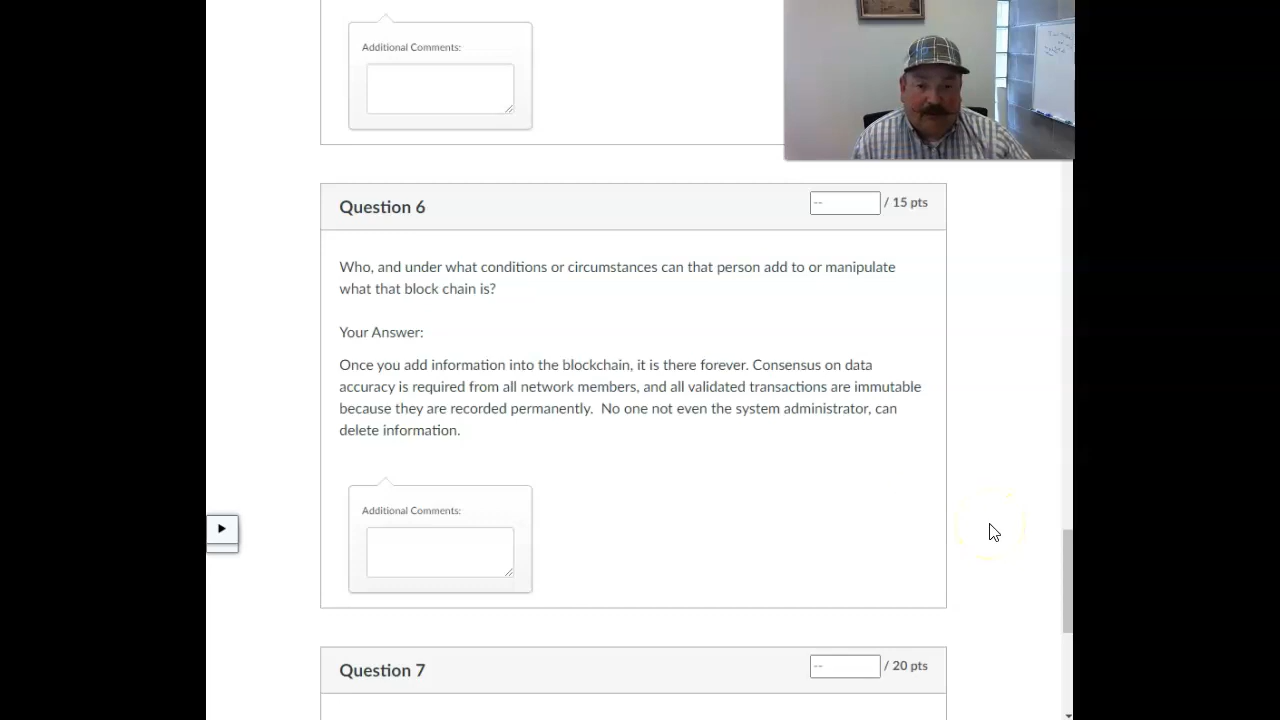 Additional Comments:
Question 6
-- / 15 pts
Who, and under what conditions or circumstances can that person add to or manipulate
what that block chain is?
Your Answer:
Once you add information into the blockchain, it is there forever. Consensus on data
accuracy is required from all network members, and all validated transactions are immutable
because they are recorded permanently.  No one not even the system administrator, can
delete information.
Additional Comments:
Question 7
-- / 20 pts